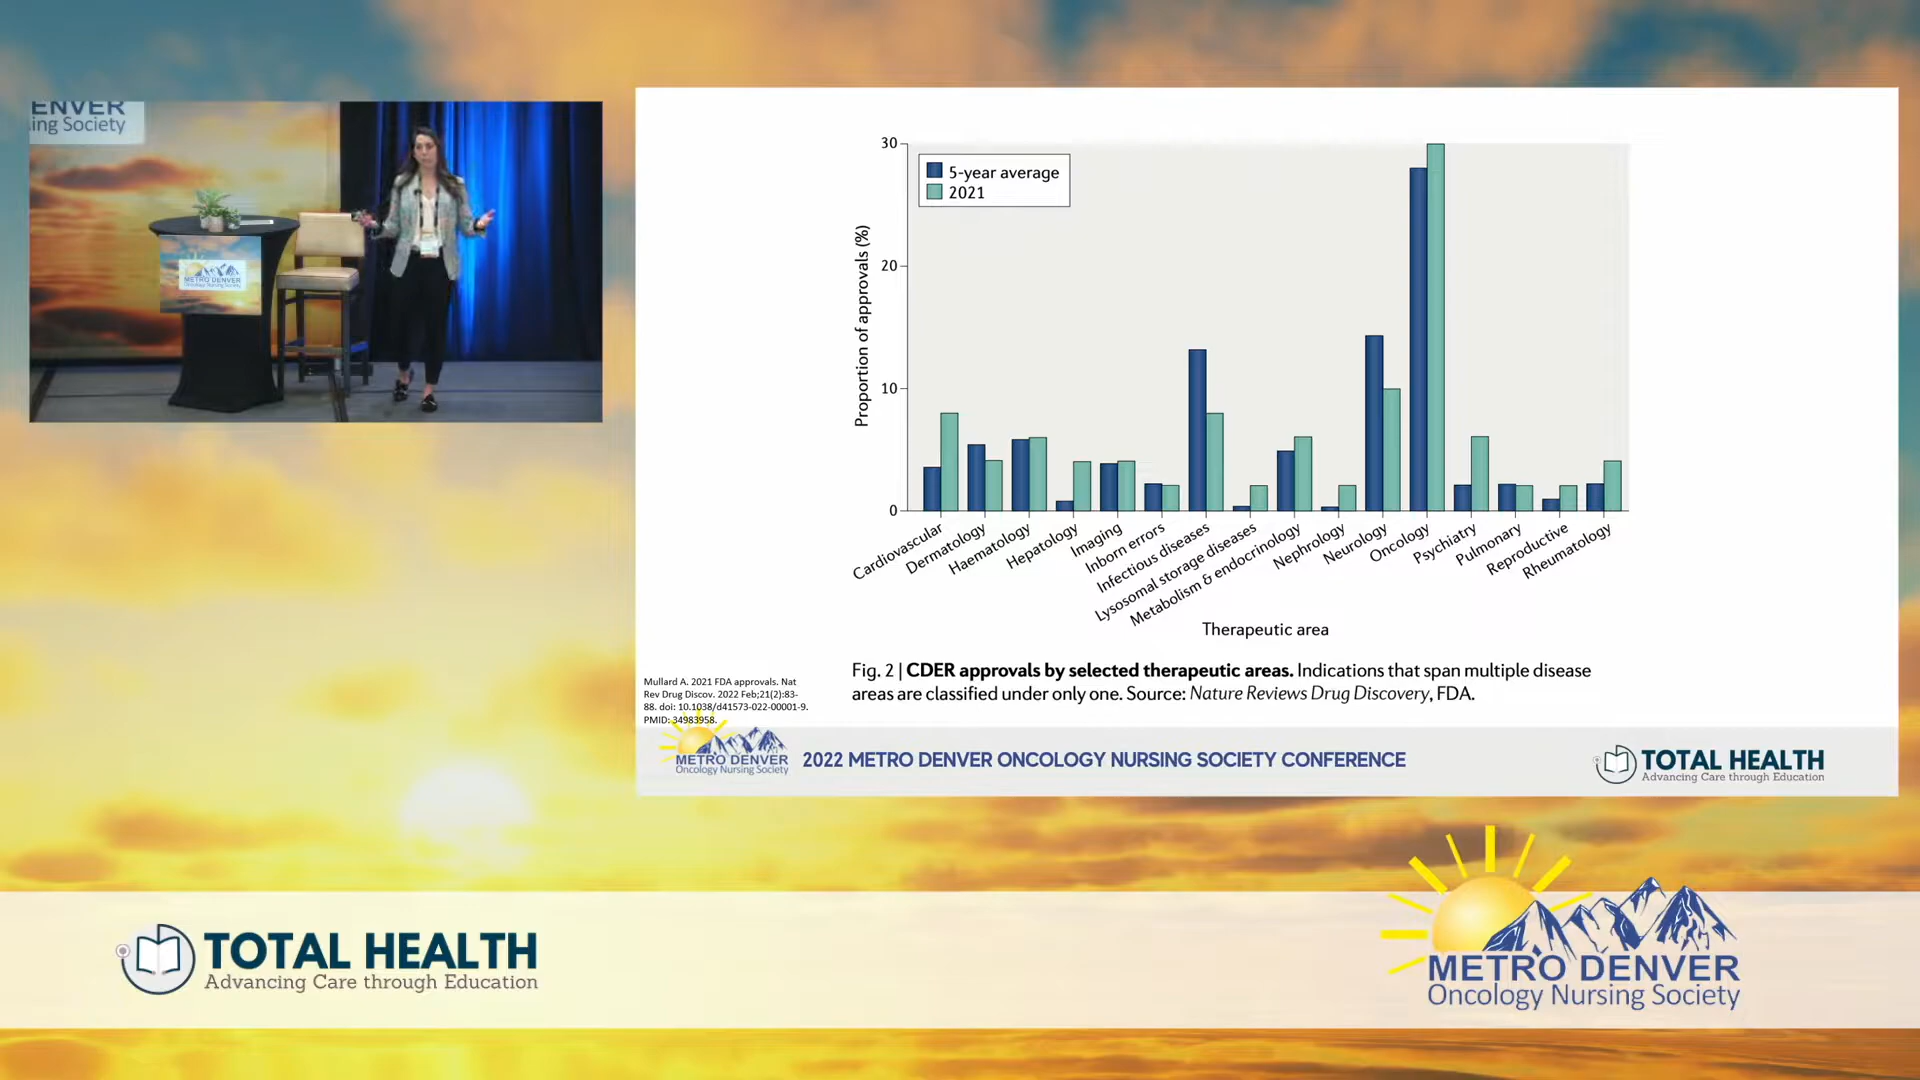 ENVER
ing Society
METRO DENVER
Oncology Nursing Society
30
20
10
0
Proportion of approvals (%)
5-year average
2021
Cardiovascular
Dermatology
Haematology
Hepatology
Imaging
Inborn errors
Infectious diseases
Lysosomal storage diseases
Metabolism & endocrinology
Nephrology
Neurology
Oncology
Psychiatry
Pulmonary
Reproductive
Rheumatology
Therapeutic area
Fig. 2 | CDER approvals by selected therapeutic areas. Indications that span multiple disease
areas are classified under only one. Source: Nature Reviews Drug Discovery, FDA.
Mullard A. 2021 FDA approvals. Nat
Rev Drug Discov. 2022 Feb;21(2):83-
88. doi: 10.1038/d41573-022-00001-9.
PMID: 34983958.
METRO DENVER
Oncology Nursing Society
2022 METRO DENVER ONCOLOGY NURSING SOCIETY CONFERENCE
TOTAL HEALTH
Advancing Care through Education
TOTAL HEALTH
Advancing Care through Education
METRO DENVER
Oncology Nursing Society